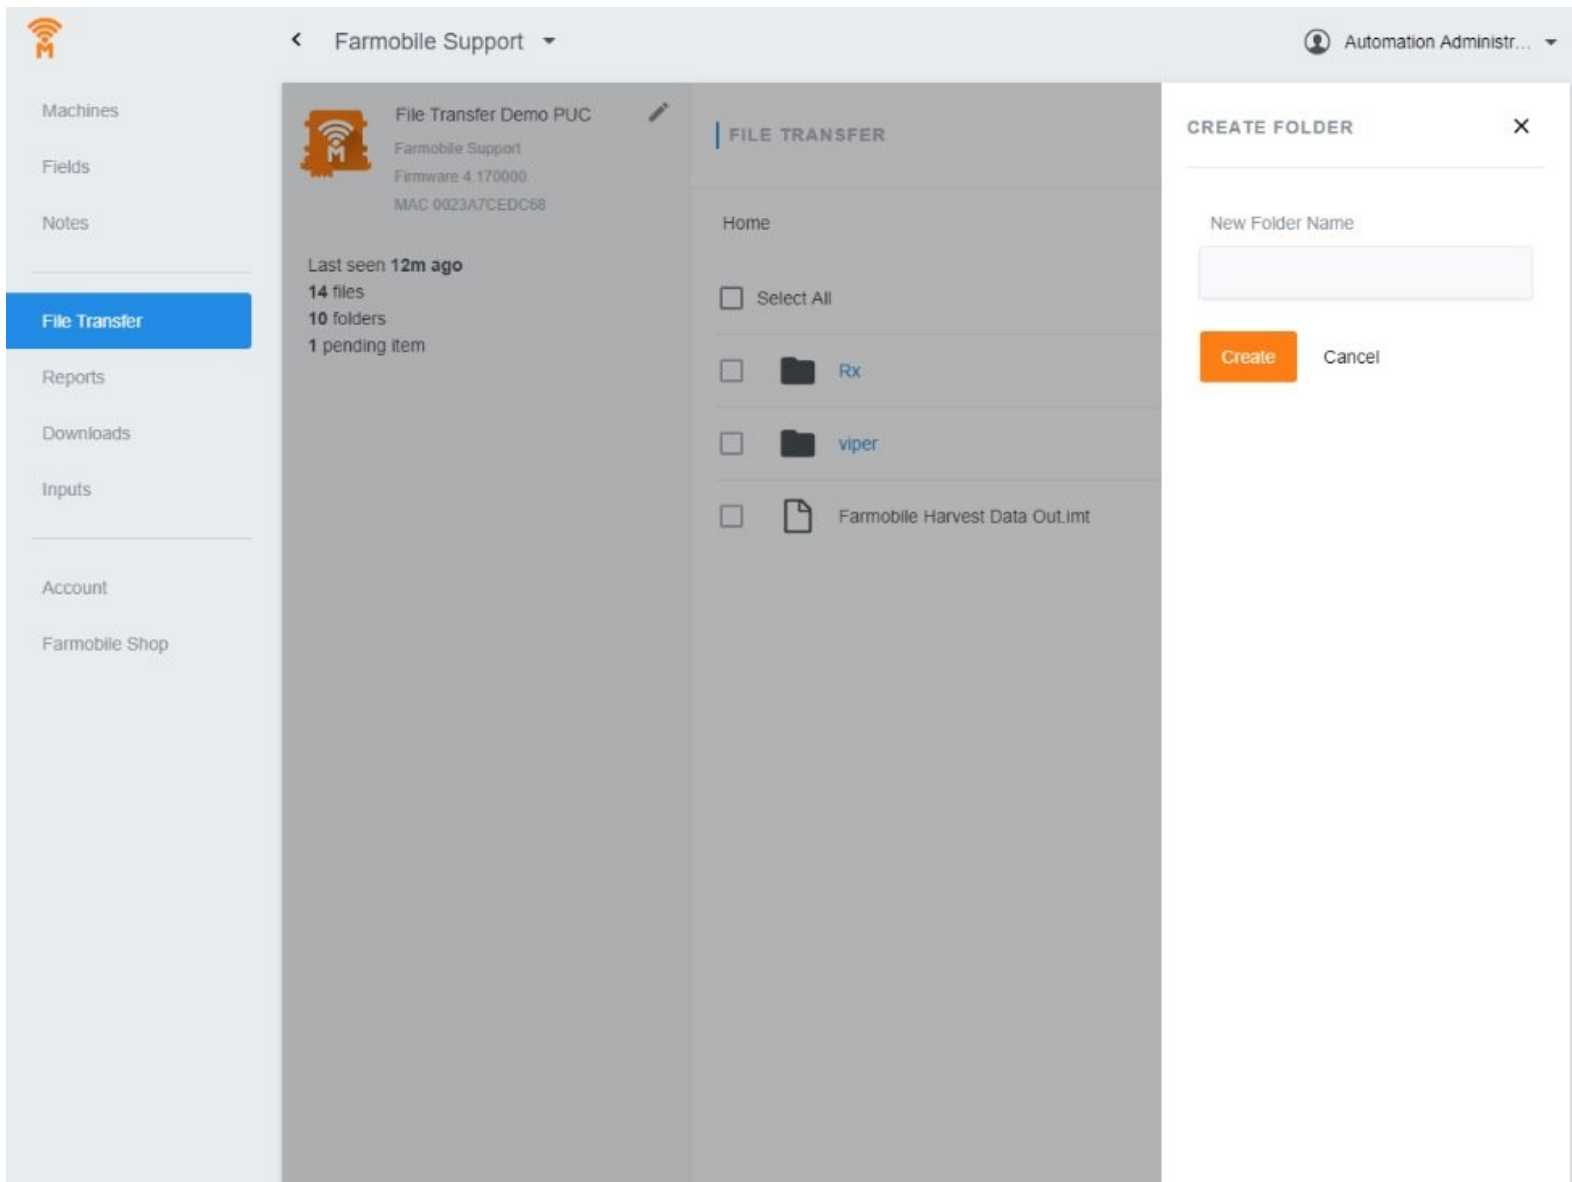 Farmobile Support
Automation Administr...
Machines
Fields
Notes
File Transfer
Reports
Downloads
Inputs
Account
Farmobile Shop
File Transfer Demo PUC
Farmobile Support
Firmware 4.170000
MAC 0023A7CEDC68
Last seen 12m ago
14 files
10 folders
1 pending item
FILE TRANSFER
Home
Select All
Rx
viper
Farmobile Harvest Data Out.imt
CREATE FOLDER
New Folder Name
Create Cancel